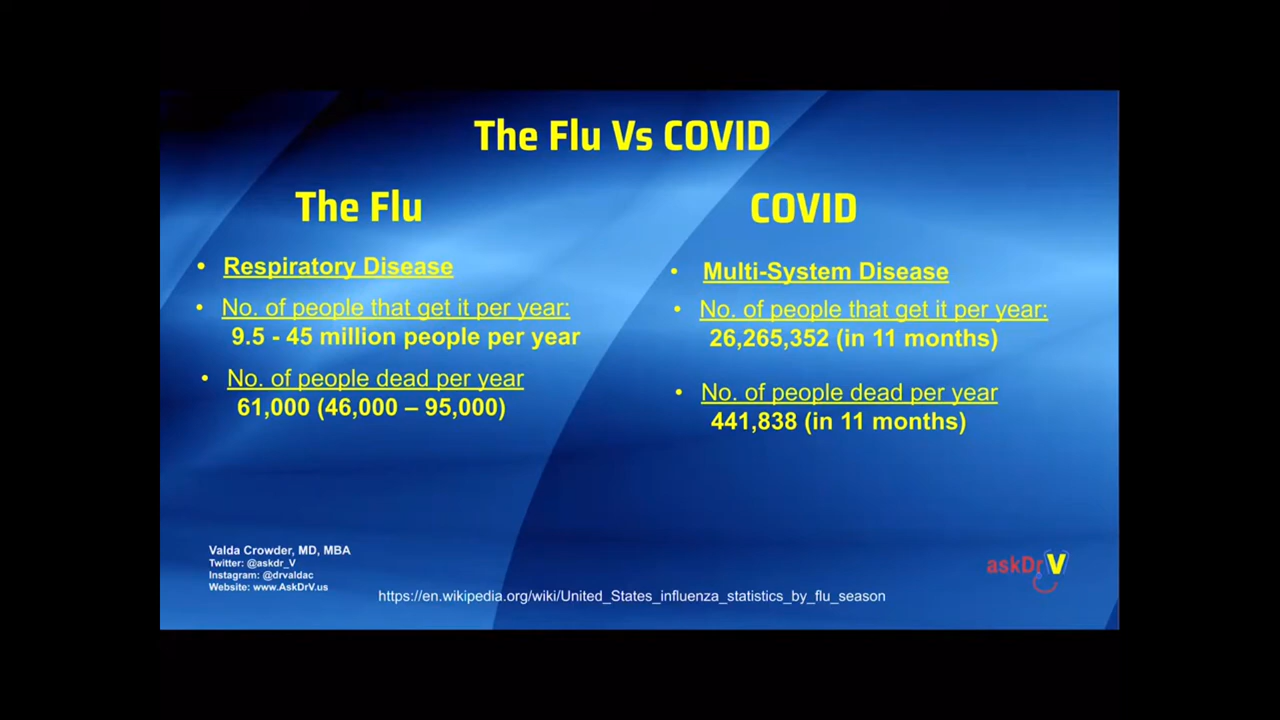 The Flu Vs COVID
The Flu
• Respiratory Disease
• No. of people that get it per year:
9.5 - 45 million people per year
• No. of people dead per year
61,000 (46,000 – 95,000)
COVID
• Multi-System Disease
• No. of people that get it per year:
26,265,352 (in 11 months)
• No. of people dead per year
441,838 (in 11 months)
Valda Crowder, MD, MBA
Twitter: @askdr_V
Instagram: @drvaldac
Website: www.AskDrV.us
https://en.wikipedia.org/wiki/United_States_influenza_statistics_by_flu_season
askDrV